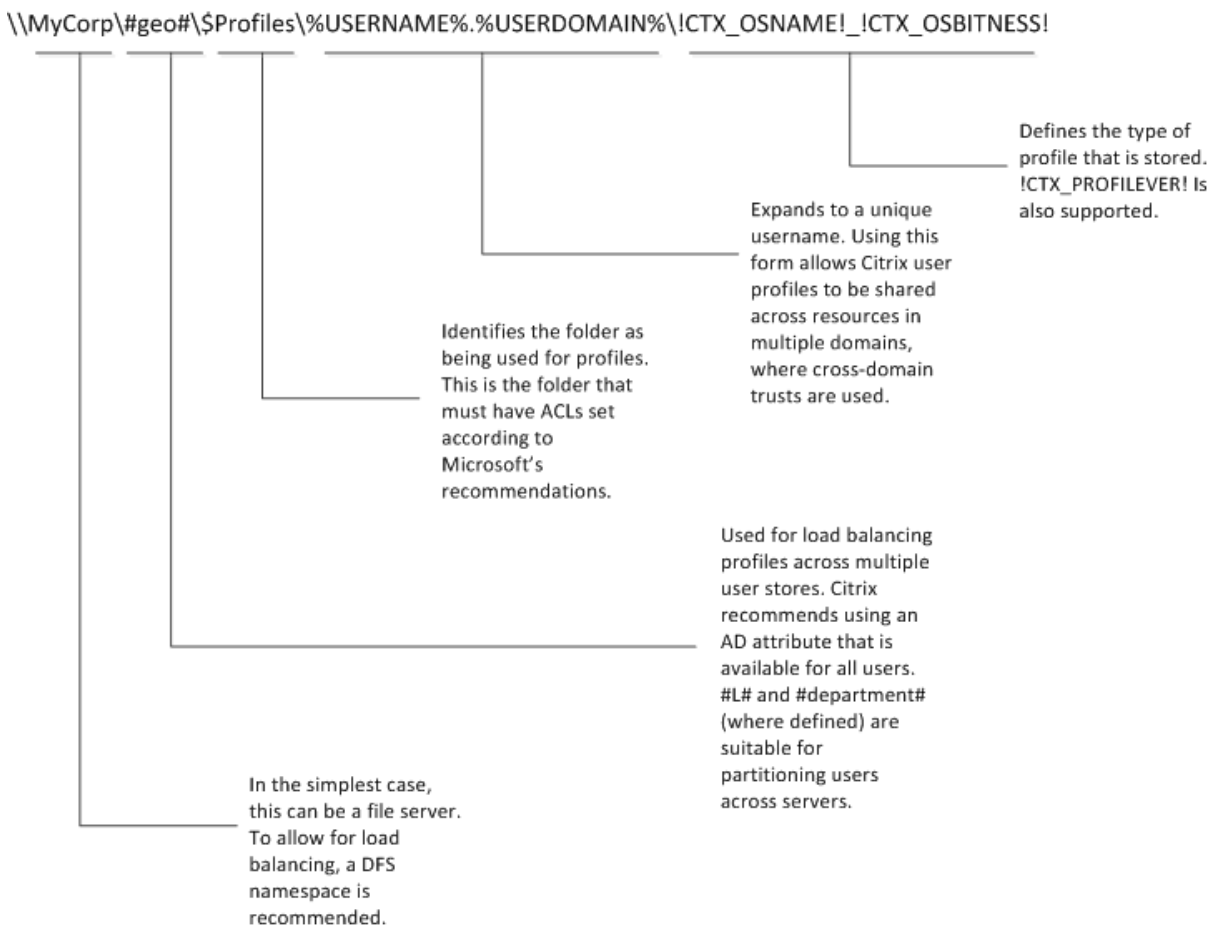 \\MyCorp\#geo#\$Profiles\%USERNAME%.%USERDOMAIN%\!CTX_OSNAME!_!CTX_OSBITNESS!
Defines the type of
profile that is stored.
!CTX_PROFILEVER! Is
also supported.
Expands to a unique
username. Using this
form allows Citrix user
profiles to be shared
across resources in
multiple domains,
where cross-domain
trusts are used.
Identifies the folder as
being used for profiles.
This is the folder that
must have ACLs set
according to
Microsoft’s
recommendations.
Used for load balancing
profiles across multiple
user stores. Citrix
recommends using an
AD attribute that is
available for all users.
#L# and #department#
(where defined) are
suitable for
partitioning users
across servers.
In the simplest case,
this can be a file server.
To allow for load
balancing, a DFS
namespace is
recommended.